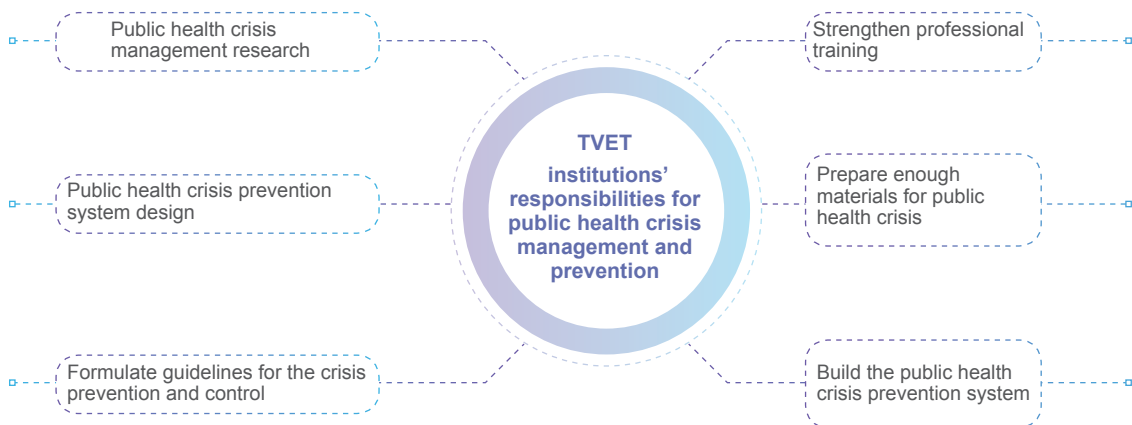 Public health crisis
management research
Public health crisis prevention
system design
Formulate guidelines for the crisis
prevention and control
TVET
institutions’
responsibilities for
public health crisis
management and
prevention
Strengthen professional
training
Prepare enough
materials for public
health crisis
Build the public health
crisis prevention system